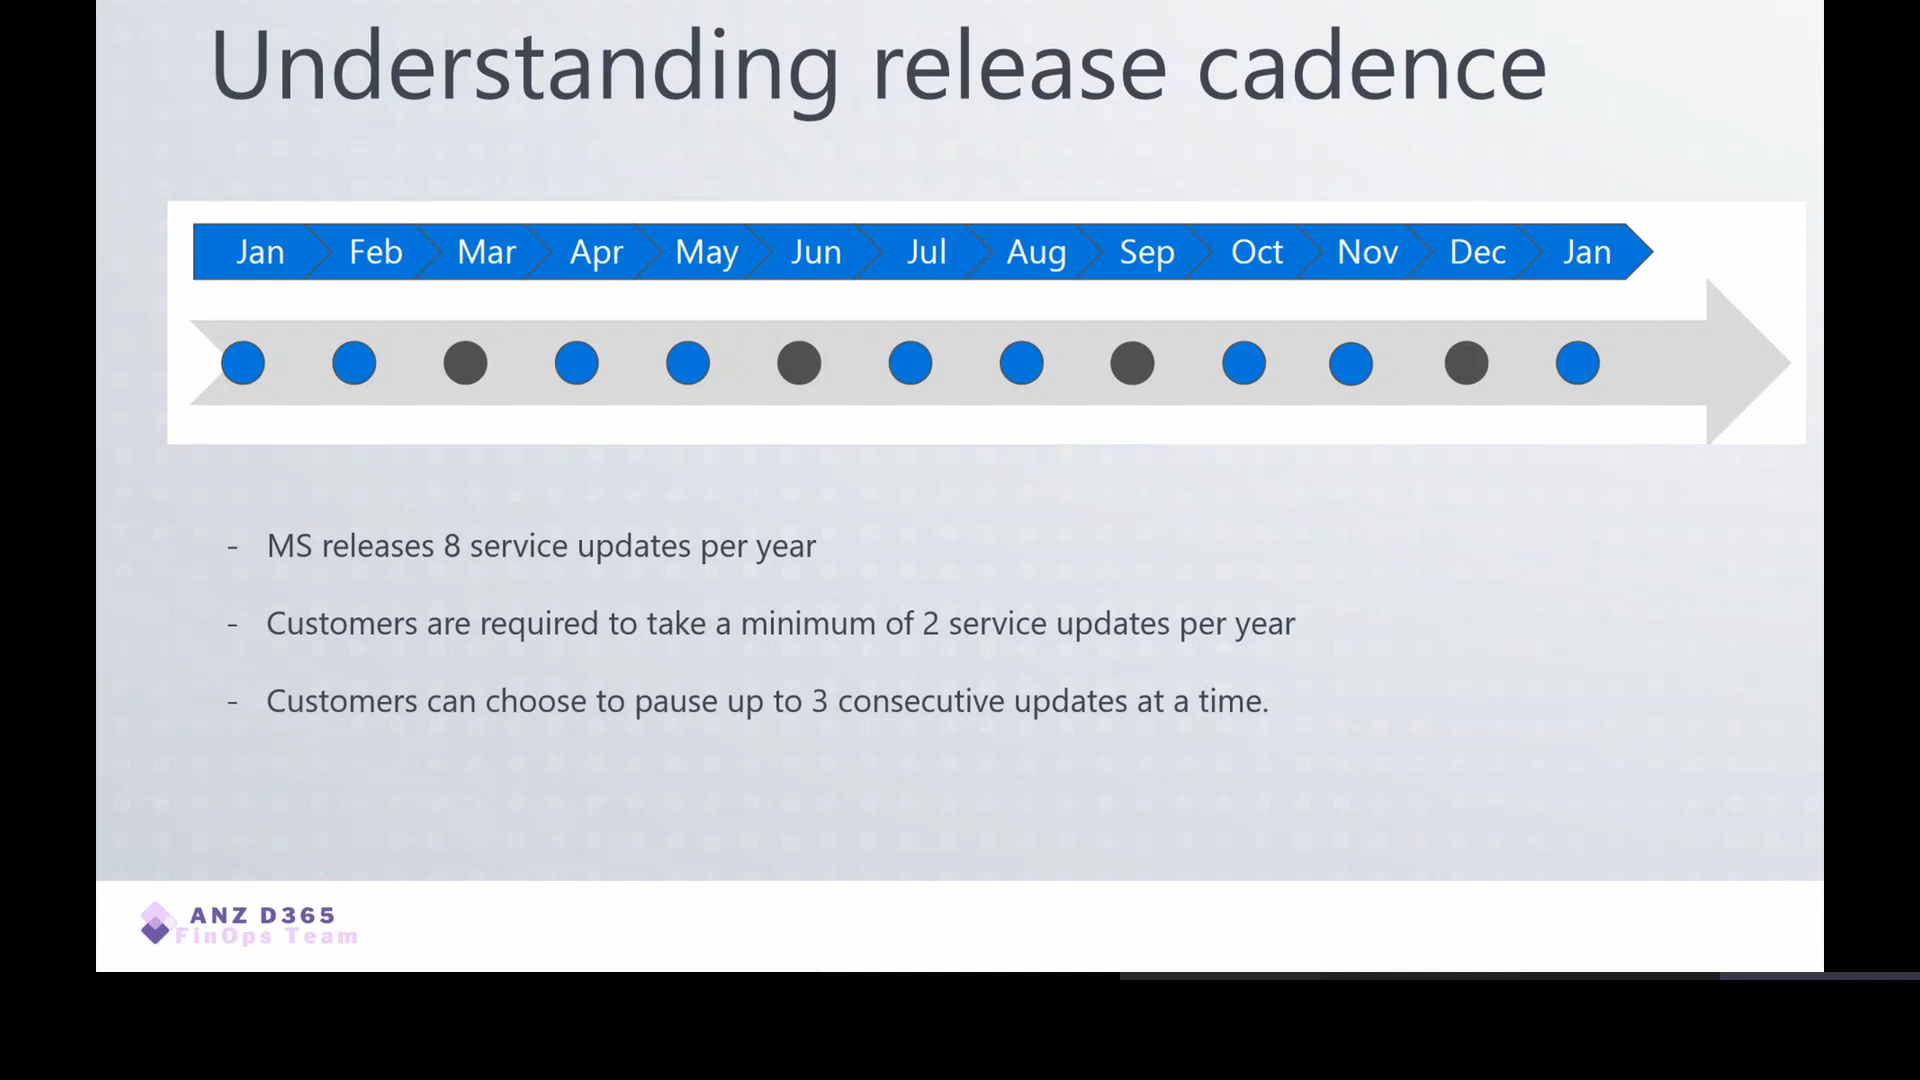 Understanding release cadence
Jan Feb Mar Apr May Jun Jul Aug Sep Oct Nov Dec Jan
- MS releases 8 service updates per year
- Customers are required to take a minimum of 2 service updates per year
- Customers can choose to pause up to 3 consecutive updates at a time.
ANZ D365
FinOps Team